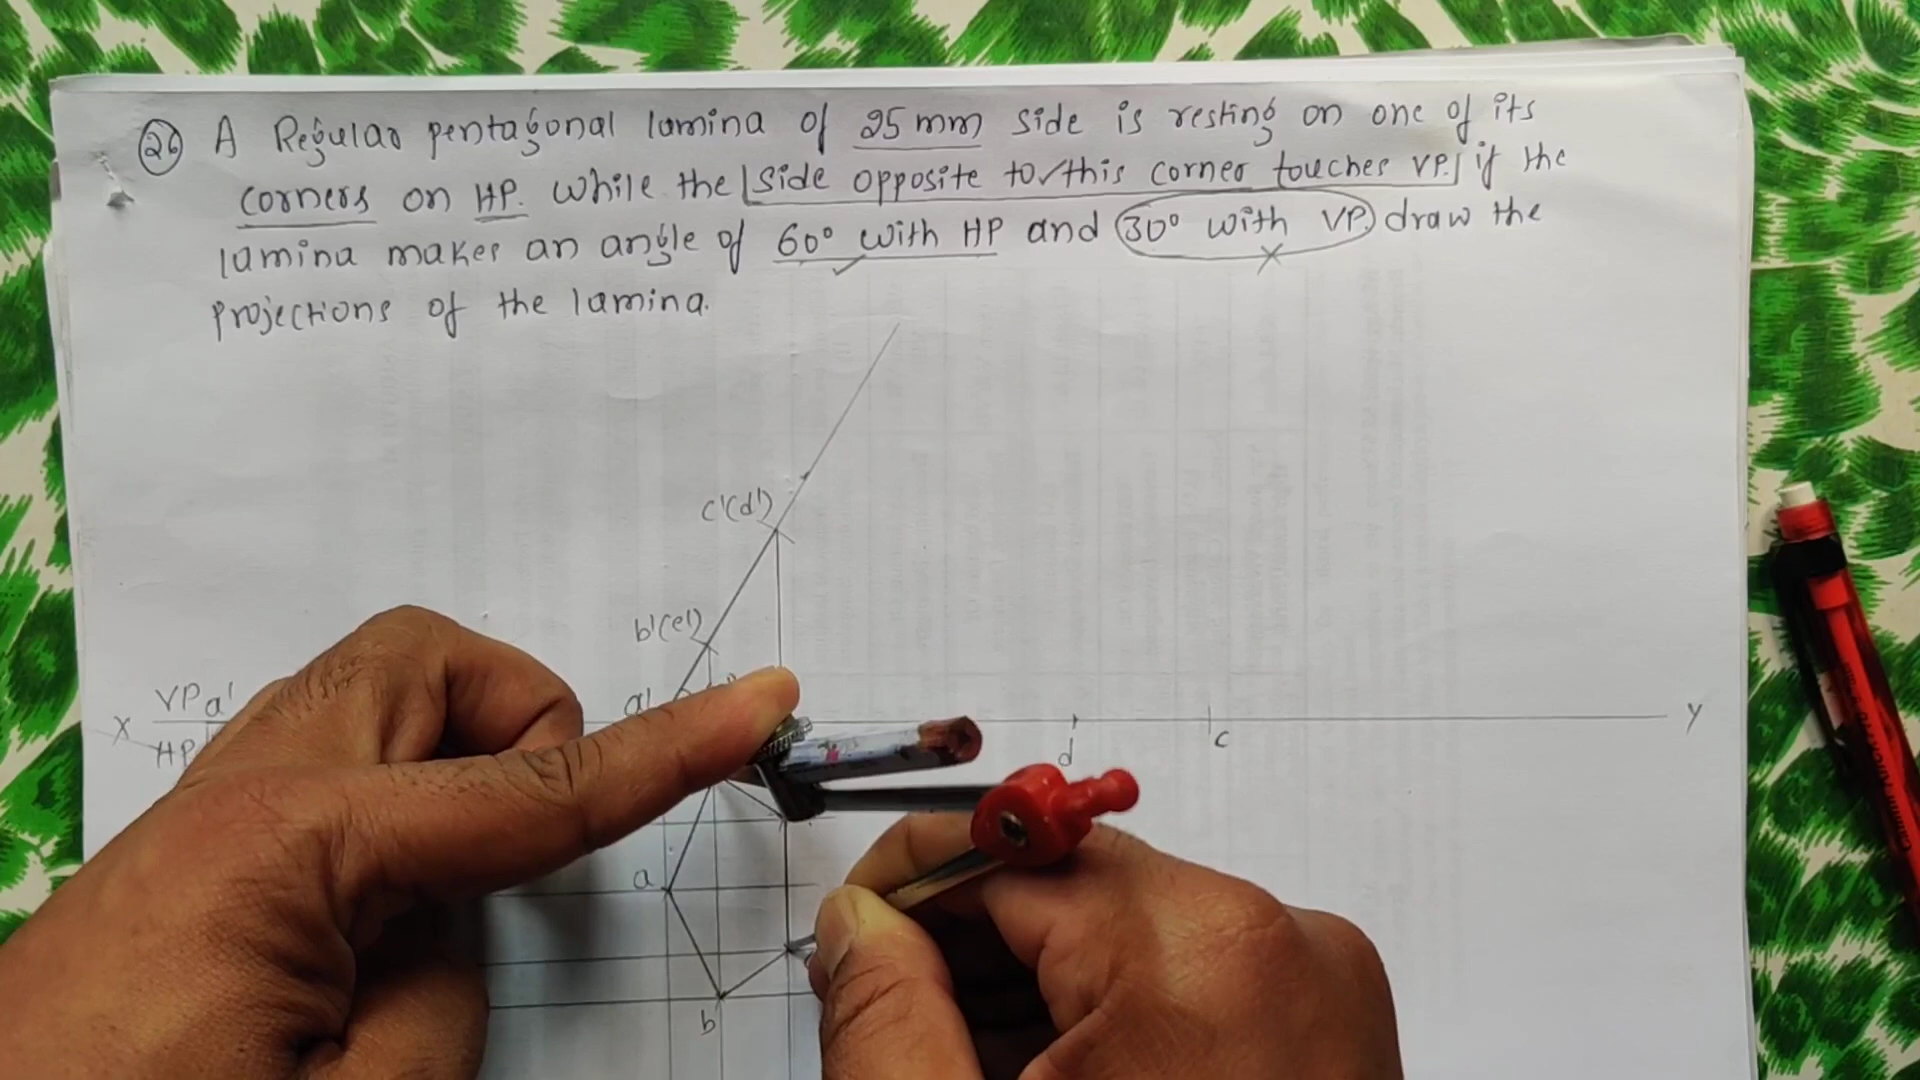 26 A Regular pentagonal lamina of 25 mm side is resting on one of its
corners on HP. while the side opposite to this corner touches VP. if the
lamina makes an angle of 60° with HP and 30° with VP. draw the
projections of the lamina.
c'(d')
b'(e')
a'
VP a'
X
HP
Y
d
c
a
b